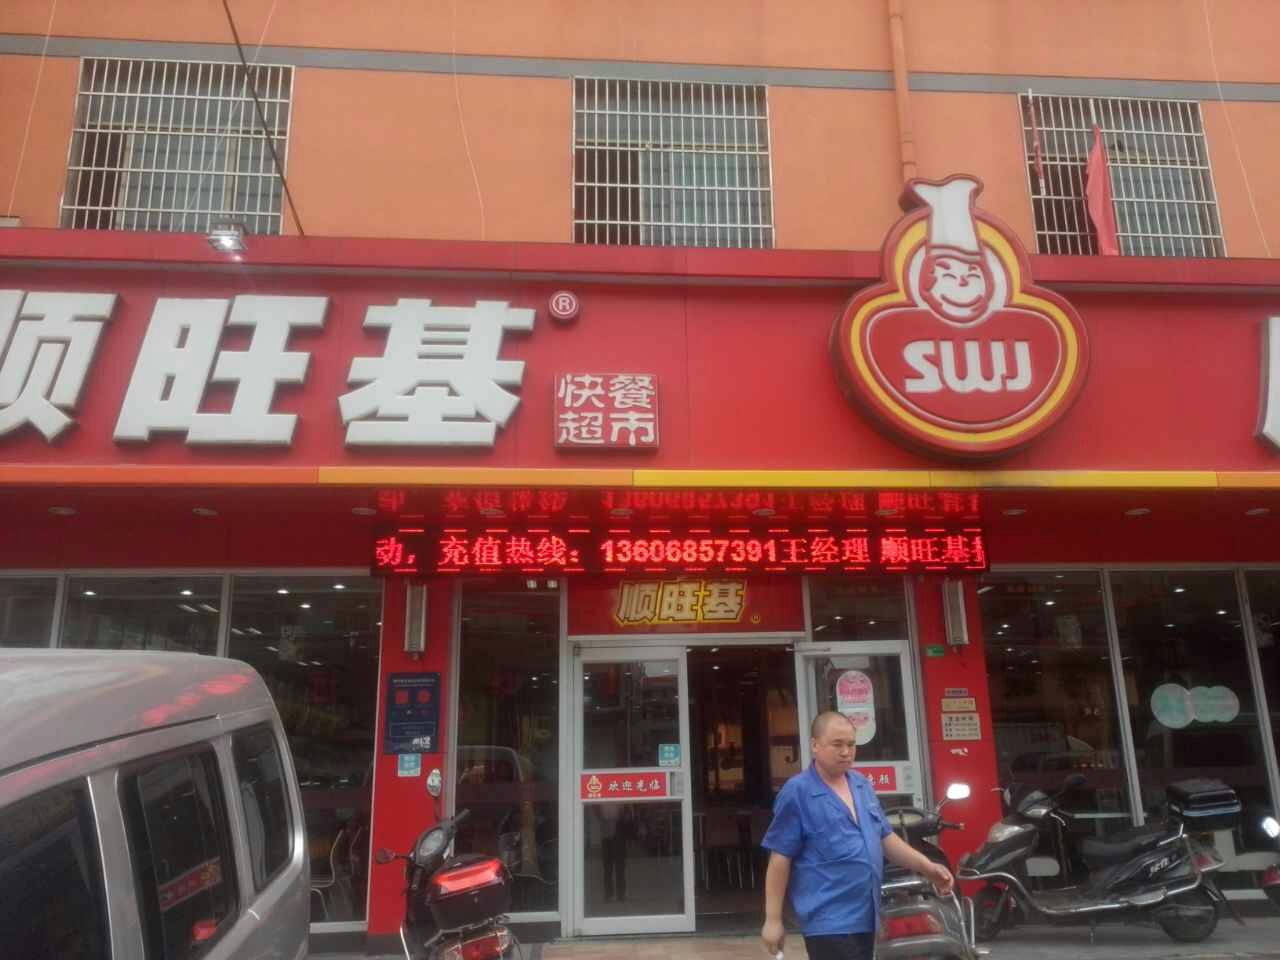 顺旺基®
快餐
超市
SWJ
动，充值热线：13606857391王经理 顺旺基
顺旺基
欢迎光临